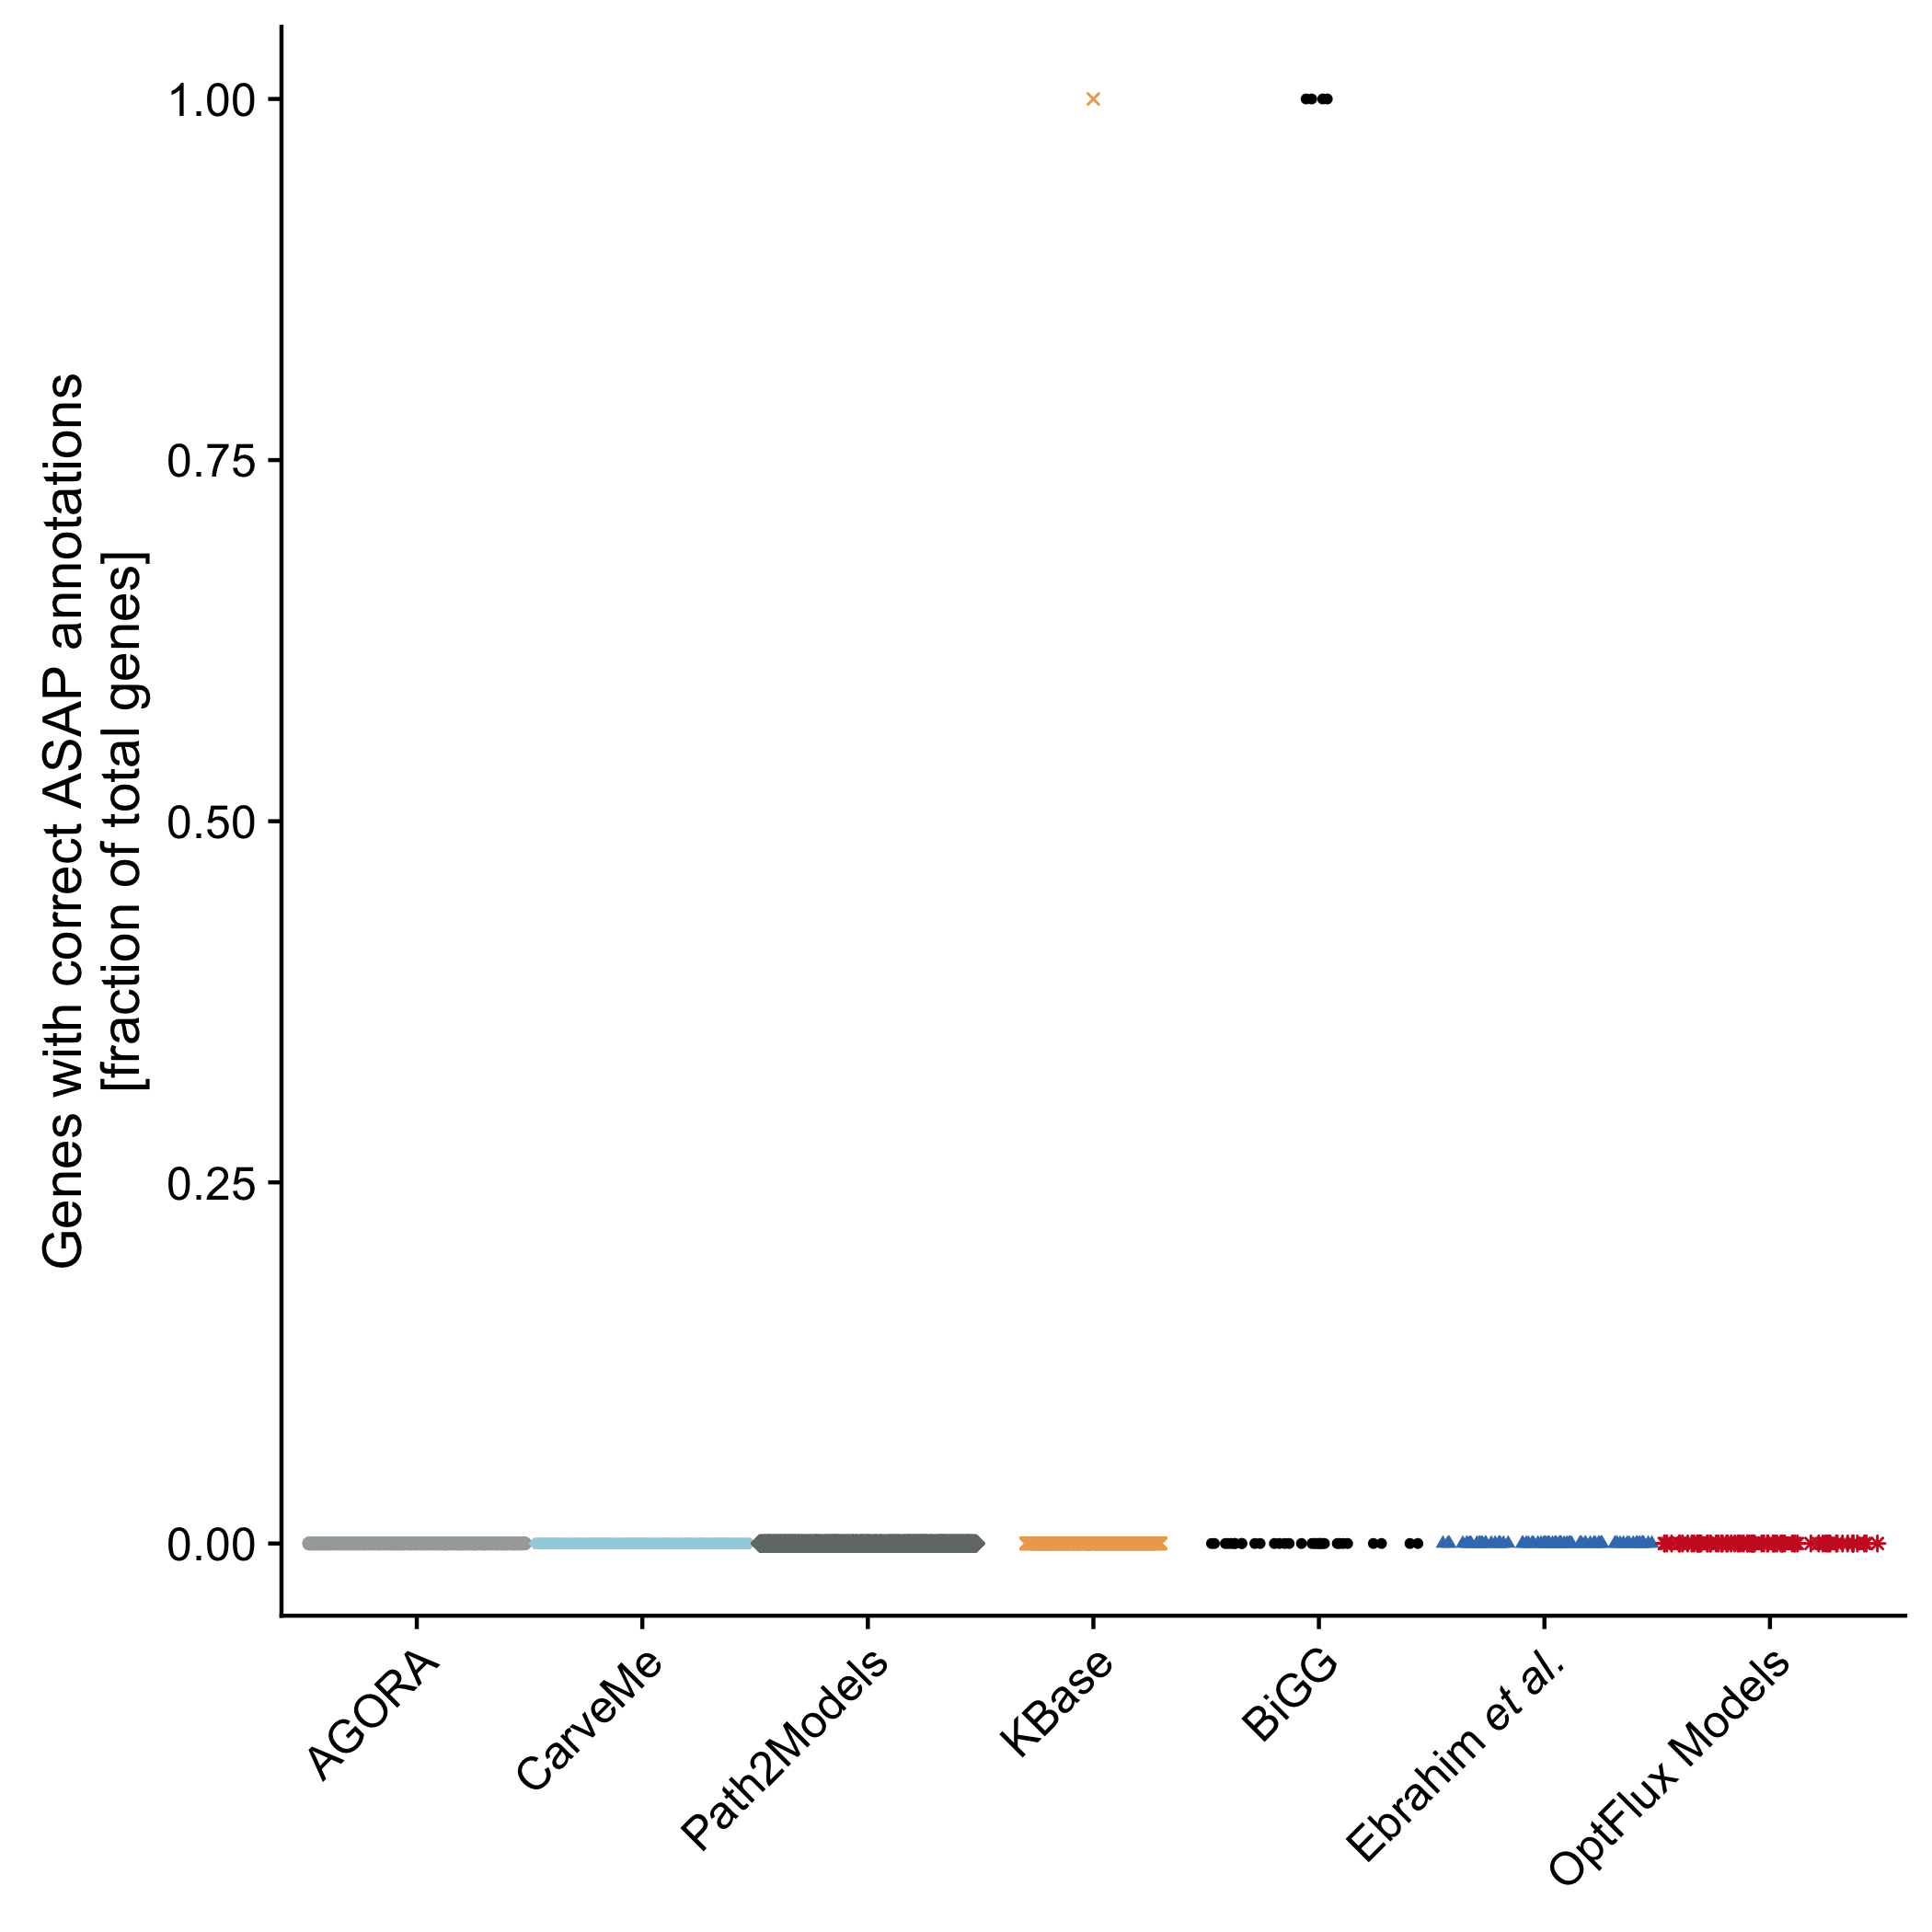 Genes with correct ASAP annotations
[fraction of total genes]
1.00
0.75
0.50
0.25
0.00
AGORA
CarveMe
Path2Models
KBase
BiGG
Ebrahim et al.
OptFlux Models